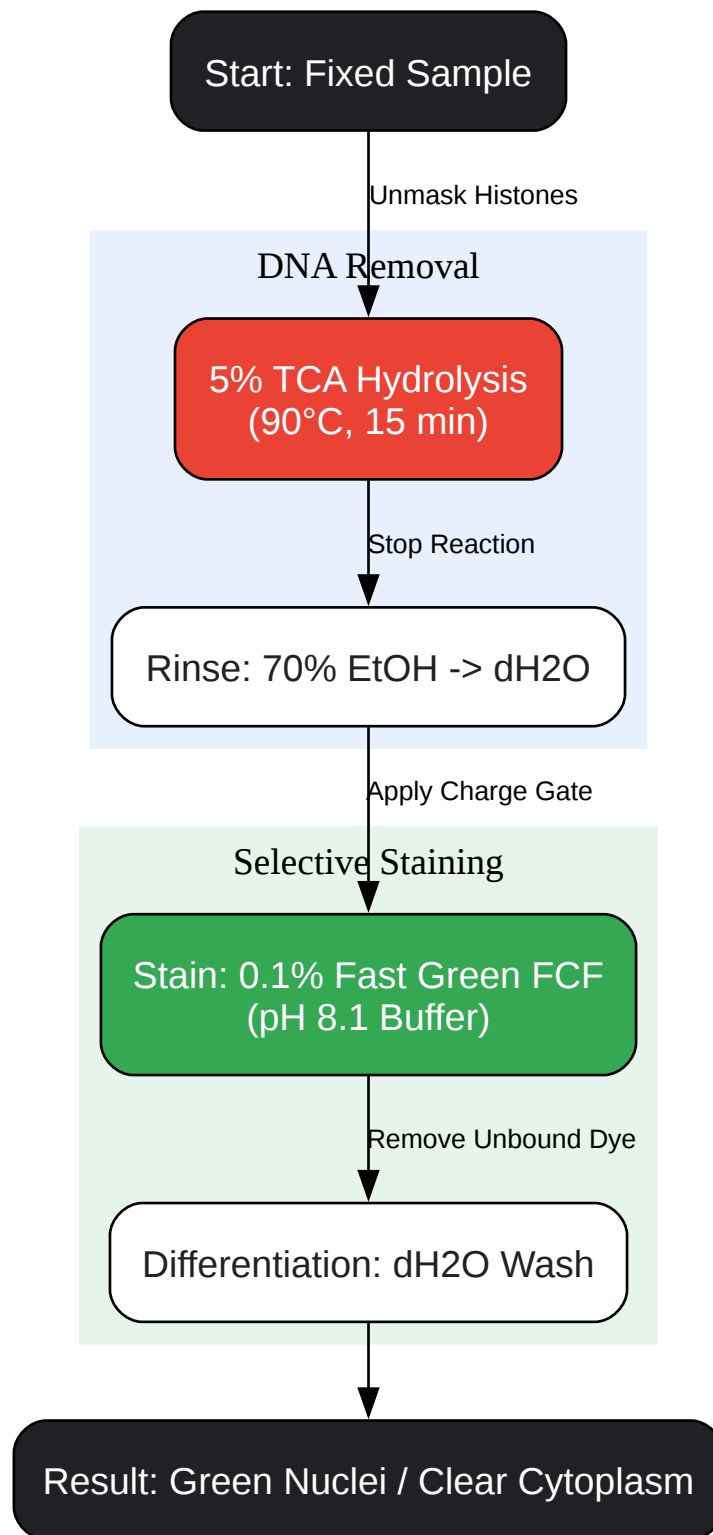 Start: Fixed Sample
Unmask Histones
DNA Removal
5% TCA Hydrolysis
(90°C, 15 min)
Stop Reaction
Rinse: 70% EtOH -> dH2O
Apply Charge Gate
Selective Staining
Stain: 0.1% Fast Green FCF
(pH 8.1 Buffer)
Remove Unbound Dye
Differentiation: dH2O Wash
Result: Green Nuclei / Clear Cytoplasm